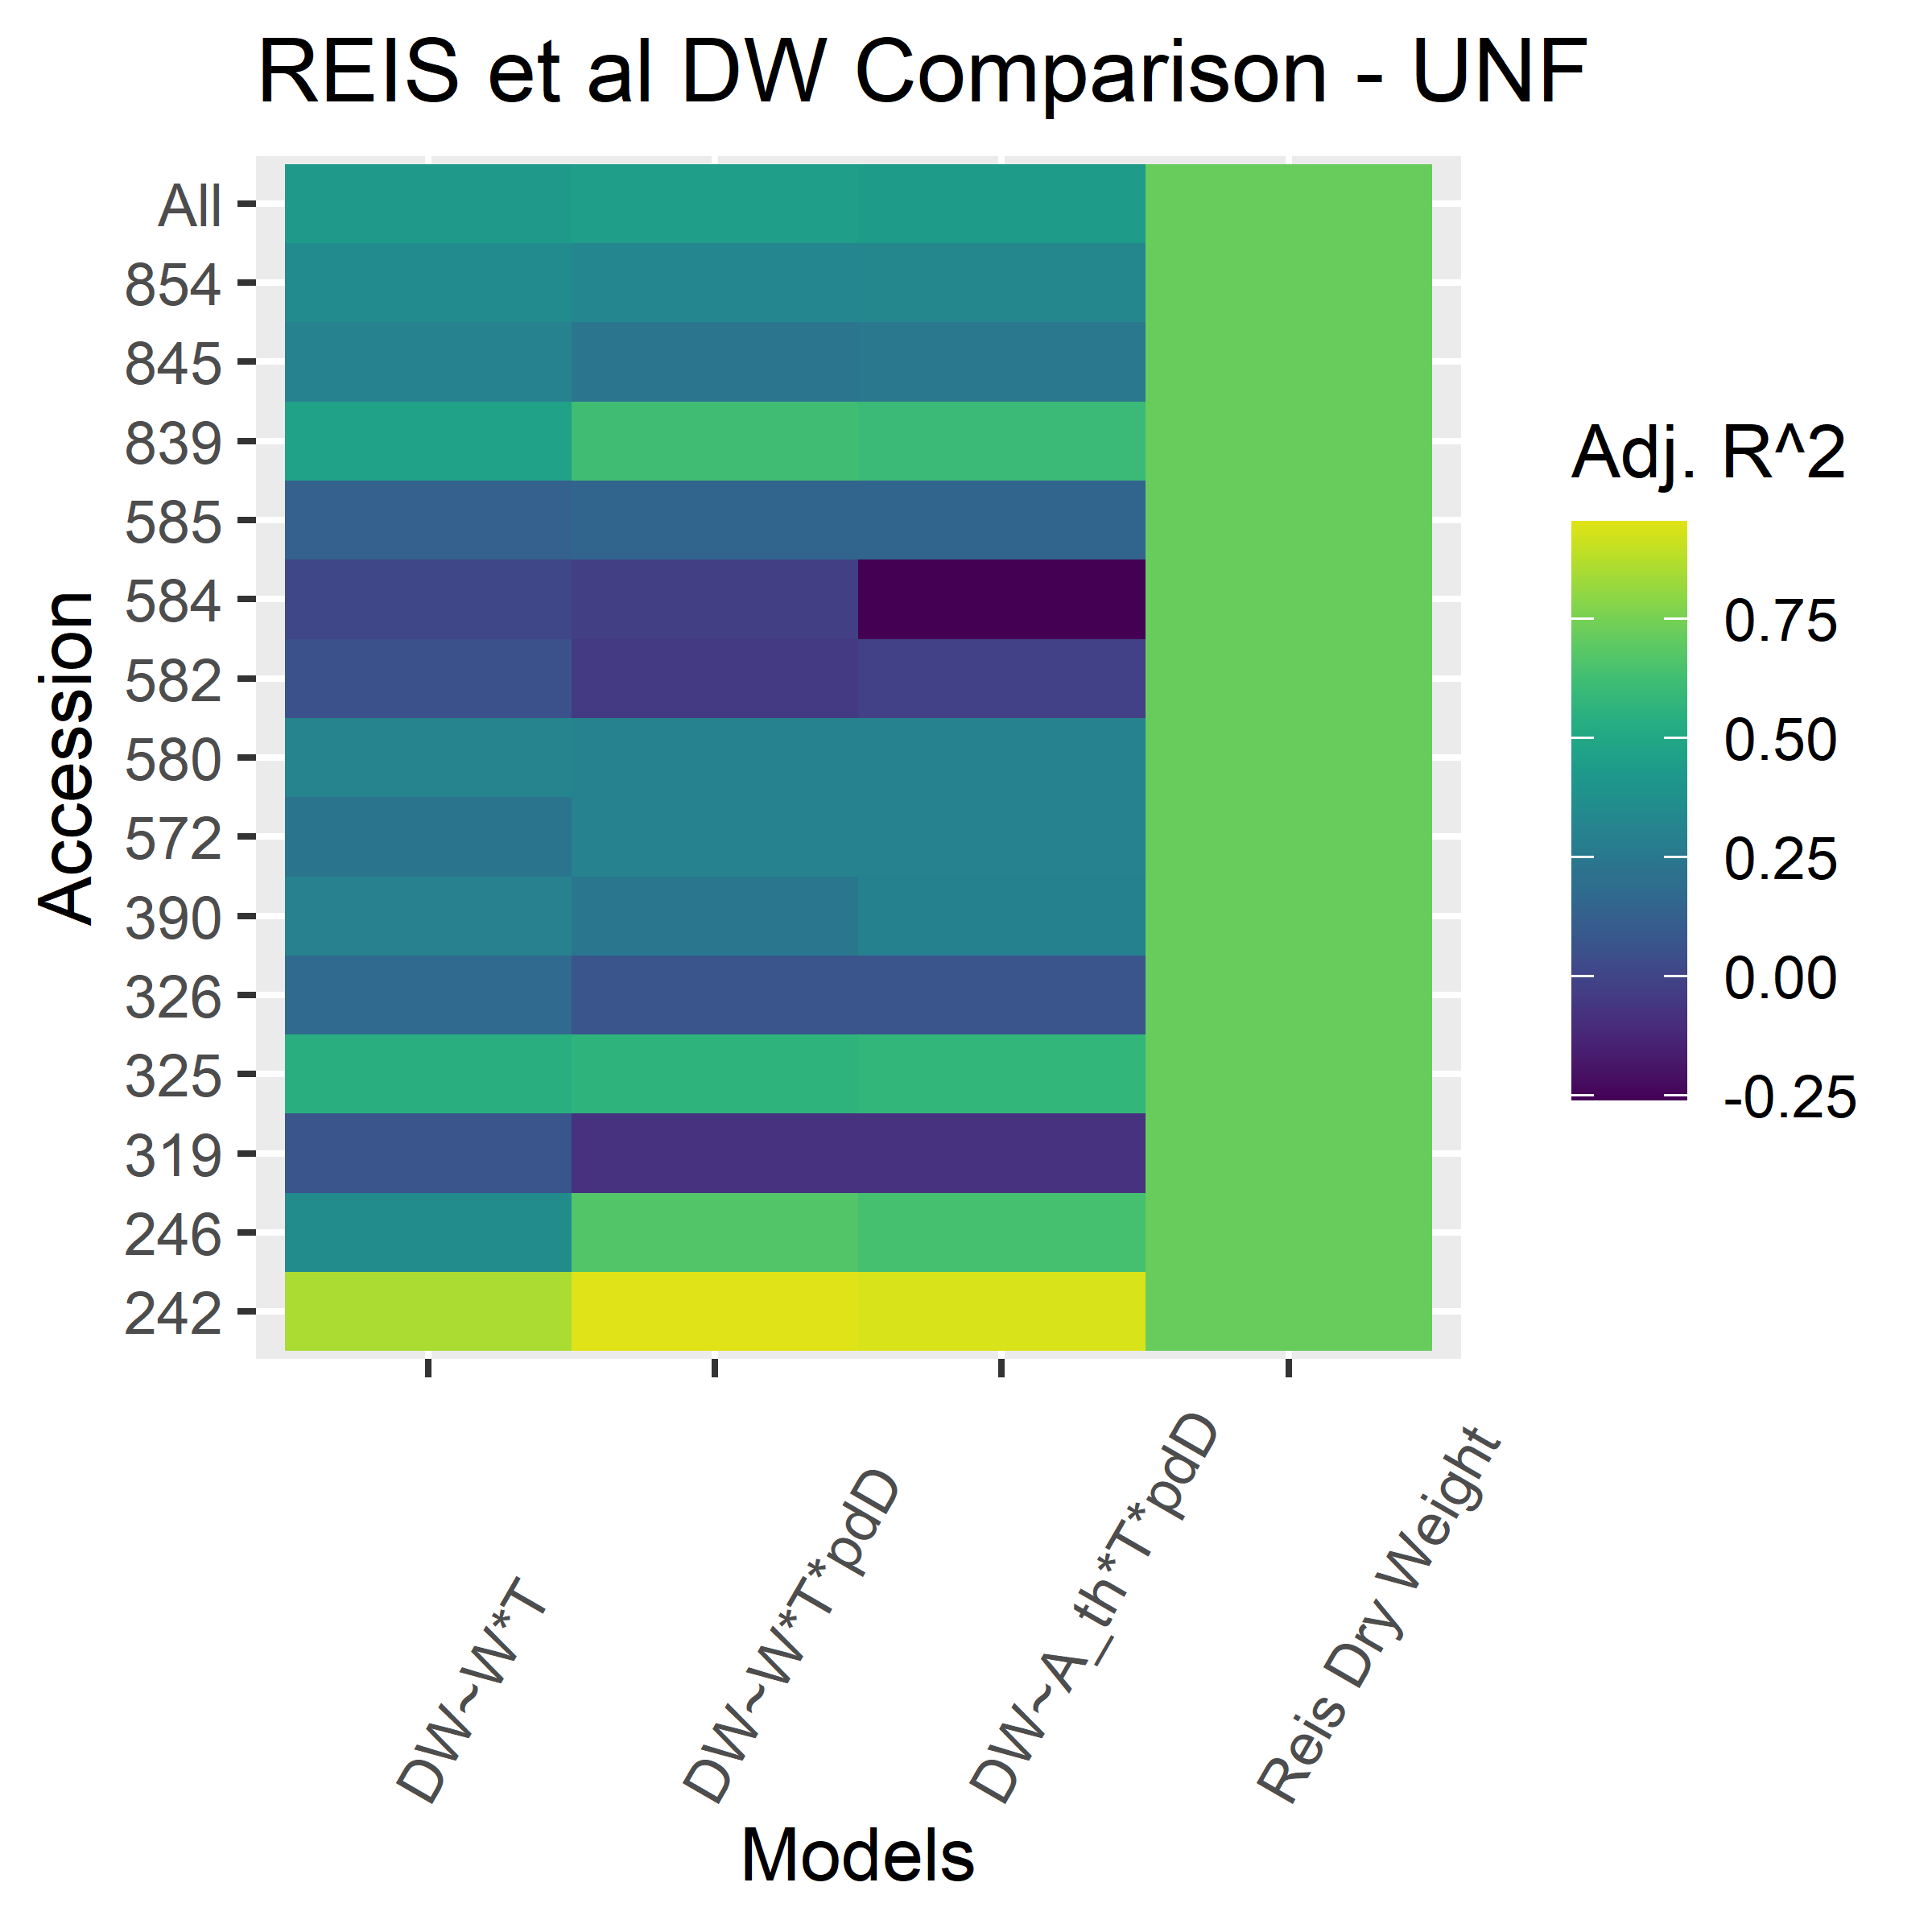 REIS et al DW Comparison - UNF
Accession
All
854
845
839
585
584
582
580
572
390
326
325
319
246
242
DW~W*T
DW~W*T*pdD
DW~A_th*T*pdD
Reis Dry Weight
Models
Adj. R^2
0.75
0.50
0.25
0.00
-0.25